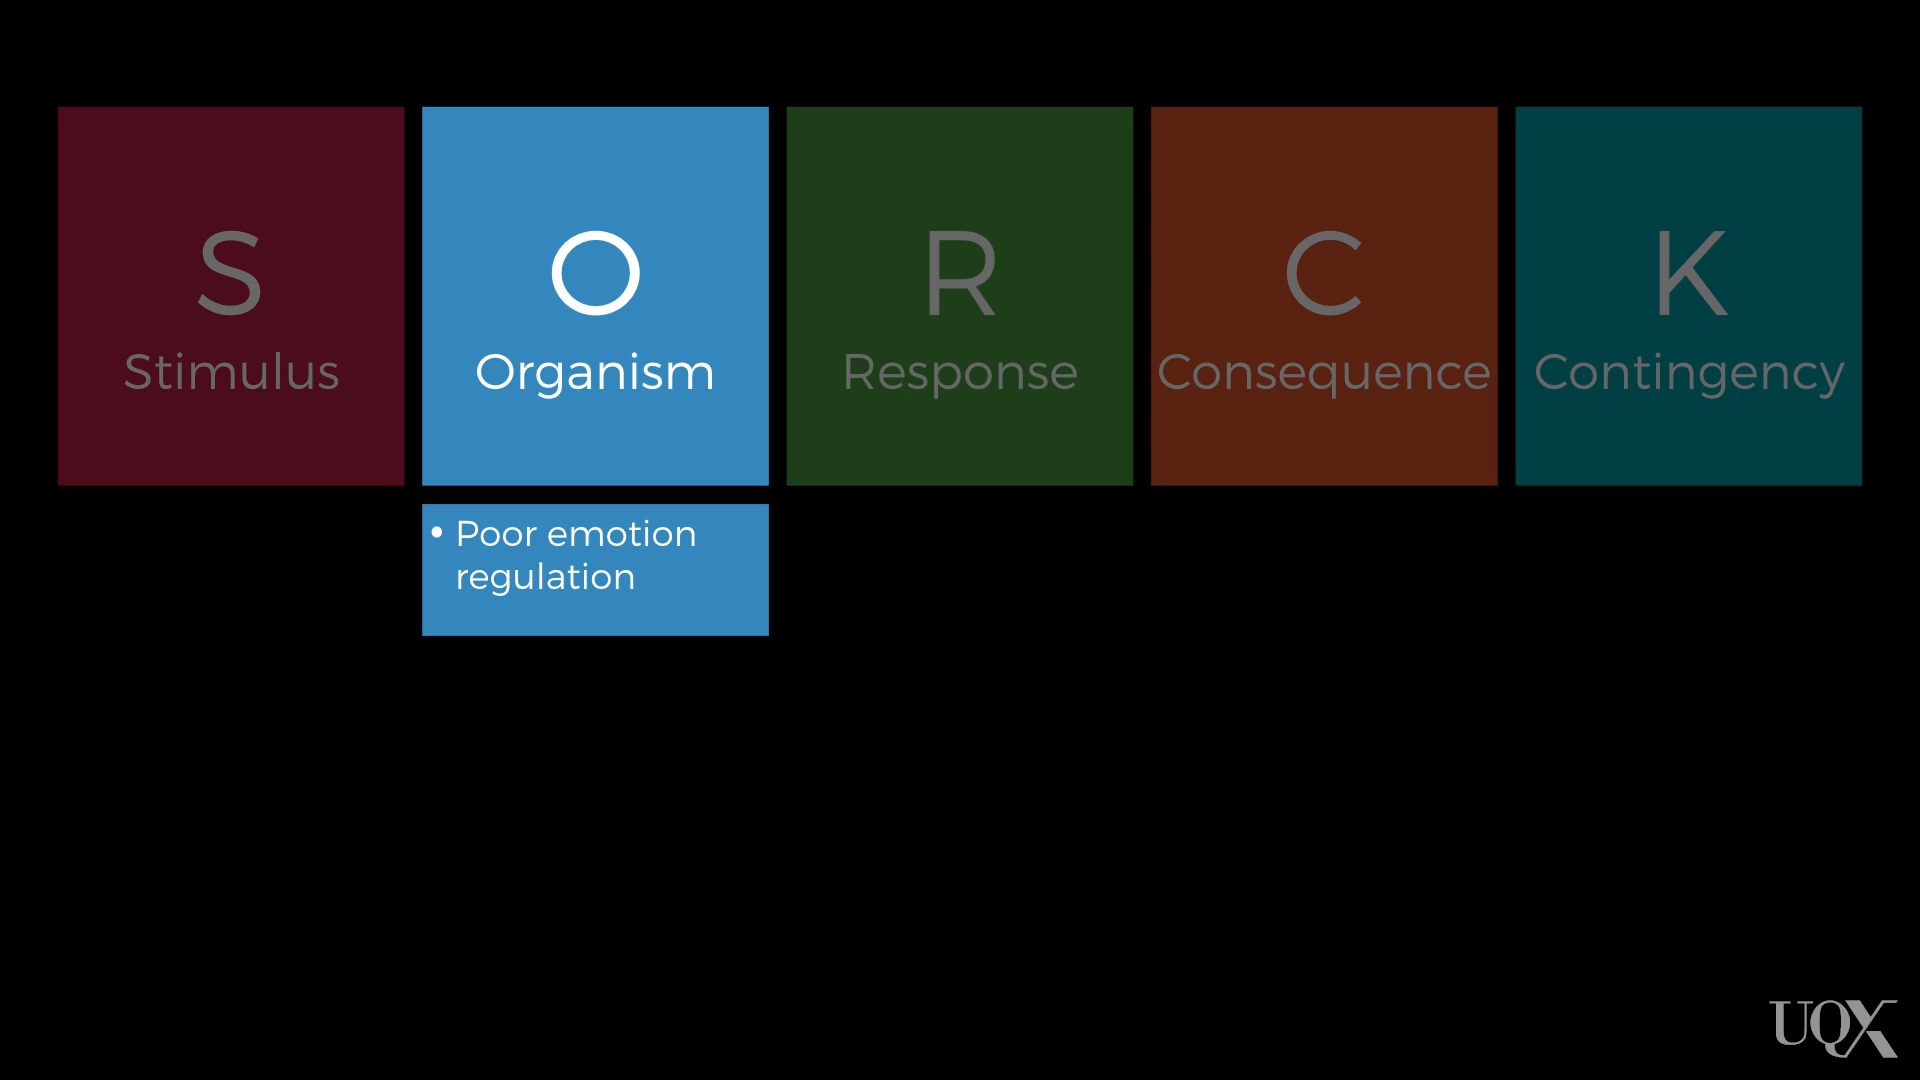 S
Stimulus
O
Organism
R
Response
C
Consequence
K
Contingency
• Poor emotion
regulation
UQX